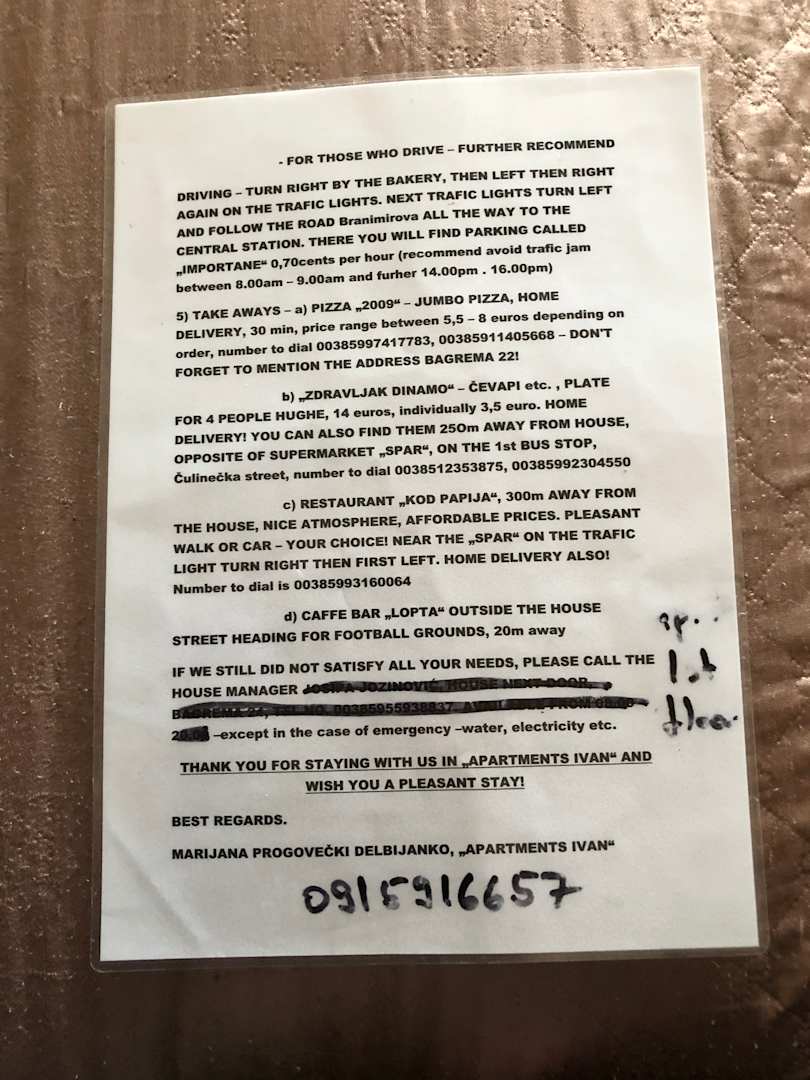 - FOR THOSE WHO DRIVE – FURTHER RECOMMEND
DRIVING – TURN RIGHT BY THE BAKERY, THEN LEFT THEN RIGHT
AGAIN ON THE TRAFIC LIGHTS. NEXT TRAFIC LIGHTS TURN LEFT
AND FOLLOW THE ROAD Branimirova ALL THE WAY TO THE
CENTRAL STATION. THERE YOU WILL FIND PARKING CALLED
„IMPORTANE“ 0,70cents per hour (recommend avoid trafic jam
between 8.00am – 9.00am and furher 14.00pm . 16.00pm)
5) TAKE AWAYS – a) PIZZA „2009“ – JUMBO PIZZA, HOME
DELIVERY, 30 min, price range between 5,5 – 8 euros depending on
order, number to dial 00385997417783, 00385911405668 – DON'T
FORGET TO MENTION THE ADDRESS BAGREMA 22!
b) „ZDRAVLJAK DINAMO“ – ČEVAPI etc. , PLATE
FOR 4 PEOPLE HUGHE, 14 euros, individually 3,5 euro. HOME
DELIVERY! YOU CAN ALSO FIND THEM 250m AWAY FROM HOUSE,
OPPOSITE OF SUPERMARKET „SPAR“, ON THE 1st BUS STOP,
Čulinečka street, number to dial 0038512353875, 00385992304550
c) RESTAURANT „KOD PAPIJA“, 300m AWAY FROM
THE HOUSE, NICE ATMOSPHERE, AFFORDABLE PRICES. PLEASANT
WALK OR CAR – YOUR CHOICE! NEAR THE „SPAR“ ON THE TRAFIC
LIGHT TURN RIGHT THEN FIRST LEFT. HOME DELIVERY ALSO!
Number to dial is 00385993160064
d) CAFFE BAR „LOPTA“ OUTSIDE THE HOUSE
STREET HEADING FOR FOOTBALL GROUNDS, 20m away
IF WE STILL DID NOT SATISFY ALL YOUR NEEDS, PLEASE CALL THE
HOUSE MANAGER JOZINOVIĆ, HOUSE NEXT DOOR,
BAGREMA FROM
–except in the case of emergency –water, electricity etc.
THANK YOU FOR STAYING WITH US IN „APARTMENTS IVAN“ AND
WISH YOU A PLEASANT STAY!
BEST REGARDS.
MARIJANA PROGOVEČKI DELBIJANKO, „APARTMENTS IVAN“
0915916657